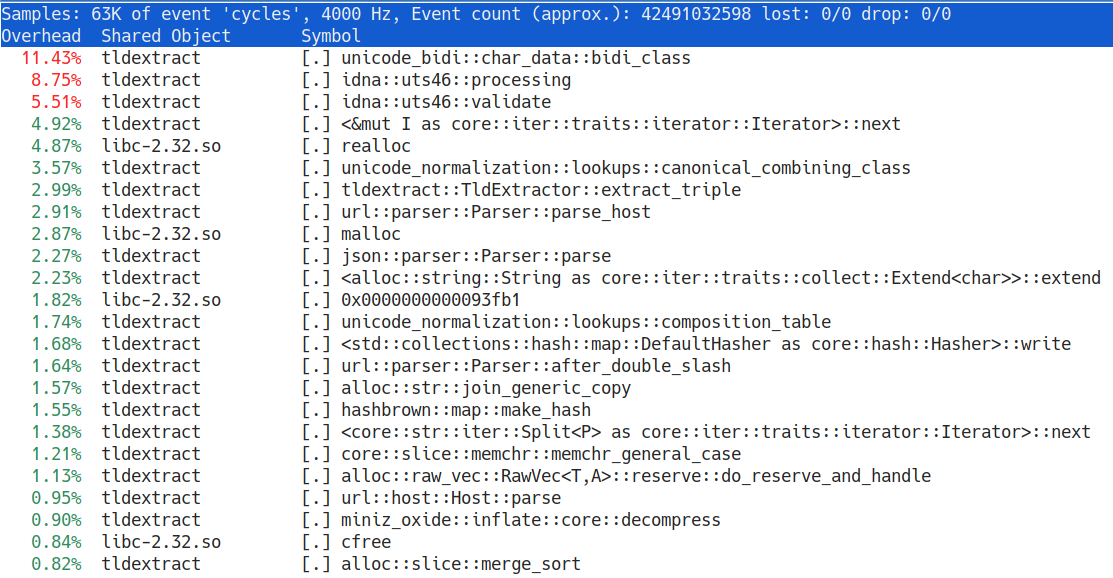 Samples: 63K of event 'cycles', 4000 Hz, Event count (approx.): 42491032598 lost: 0/0 drop: 0/0
Overhead  Shared Object       Symbol
11.43%  tldextract          [.] unicode_bidi::char_data::bidi_class
8.75%  tldextract          [.] idna::uts46::processing
5.51%  tldextract          [.] idna::uts46::validate
4.92%  tldextract          [.] <&mut I as core::iter::traits::iterator::Iterator>::next
4.87%  libc-2.32.so        [.] realloc
3.57%  tldextract          [.] unicode_normalization::lookups::canonical_combining_class
2.99%  tldextract          [.] tldextract::TldExtractor::extract_triple
2.91%  tldextract          [.] url::parser::Parser::parse_host
2.87%  libc-2.32.so        [.] malloc
2.27%  tldextract          [.] json::parser::Parser::parse
2.23%  tldextract          [.] <alloc::string::String as core::iter::traits::collect::Extend<char>>::extend
1.82%  libc-2.32.so        [.] 0x0000000000093fb1
1.74%  tldextract          [.] unicode_normalization::lookups::composition_table
1.68%  tldextract          [.] <std::collections::hash::map::DefaultHasher as core::hash::Hasher>::write
1.64%  tldextract          [.] url::parser::Parser::after_double_slash
1.57%  tldextract          [.] alloc::str::join_generic_copy
1.55%  tldextract          [.] hashbrown::map::make_hash
1.38%  tldextract          [.] <core::str::iter::Split<P> as core::iter::traits::iterator::Iterator>::next
1.21%  tldextract          [.] core::slice::memchr::memchr_general_case
1.13%  tldextract          [.] alloc::raw_vec::RawVec<T,A>::reserve::do_reserve_and_handle
0.95%  tldextract          [.] url::host::Host::parse
0.90%  tldextract          [.] miniz_oxide::inflate::core::decompress
0.84%  libc-2.32.so        [.] cfree
0.82%  tldextract          [.] alloc::slice::merge_sort